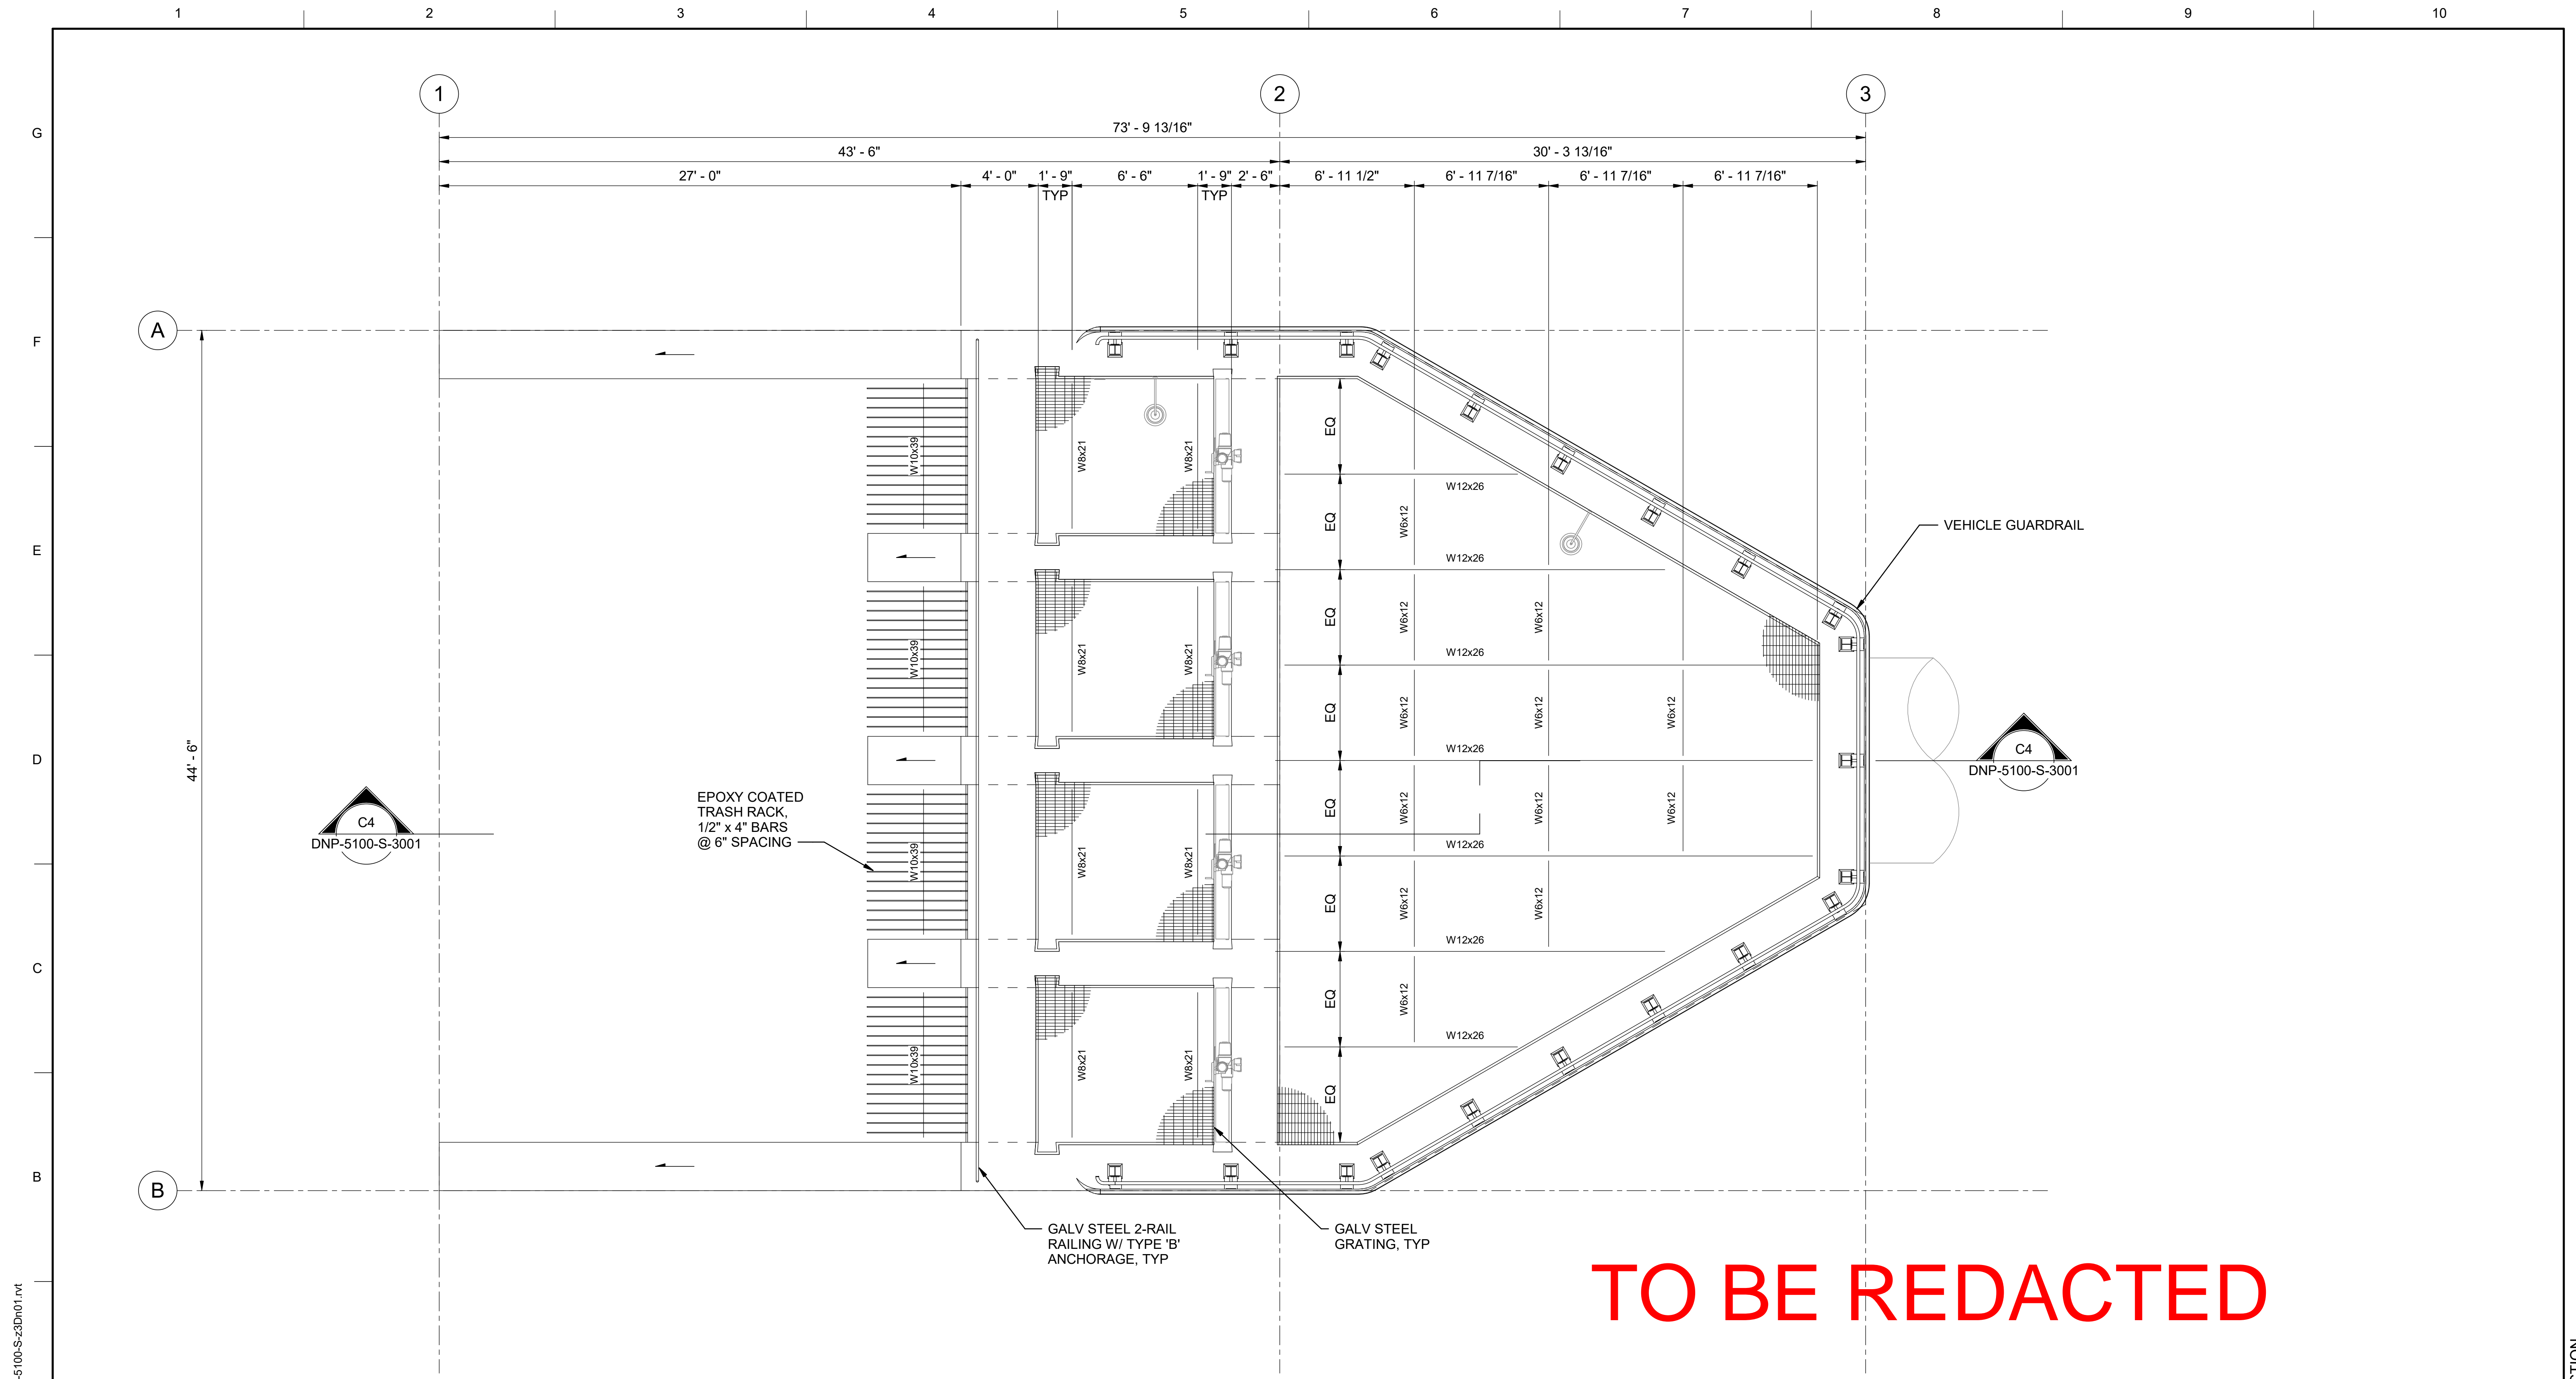 1 2 3 4 5 6 7 8 9 10
1 2 3
G
73' - 9 13/16"
43' - 6" 30' - 3 13/16"
27' - 0" 4' - 0" 1' - 9" 6' - 6" 1' - 9" 2' - 6" 6' - 11 1/2" 6' - 11 7/16" 6' - 11 7/16" 6' - 11 7/16"
TYP TYP
A
F
EQ
W10x39 W8x21 W8x21
W12x26
EQ W6x12
VEHICLE GUARDRAIL
E
W12x26
EQ
W10x39 W8x21 W8x21 W6x12 W6x12
W12x26
EQ W6x12 W6x12 W6x12
44' - 6"
D
W12x26
C4
DNP-5100-S-3001
C4
DNP-5100-S-3001
EPOXY COATED
TRASH RACK,
1/2" x 4" BARS
@ 6" SPACING
EQ W6x12 W6x12 W6x12
W12x26
W10x39 W8x21 W8x21
EQ W6x12 W6x12
W12x26
C
EQ W6x12
W12x26
W10x39 W8x21 W8x21
EQ
B
B
GALV STEEL 2-RAIL
RAILING W/ TYPE 'B'
ANCHORAGE, TYP
GALV STEEL
GRATING, TYP
TO BE REDACTED
-5100-S-z3Dn01.rvt